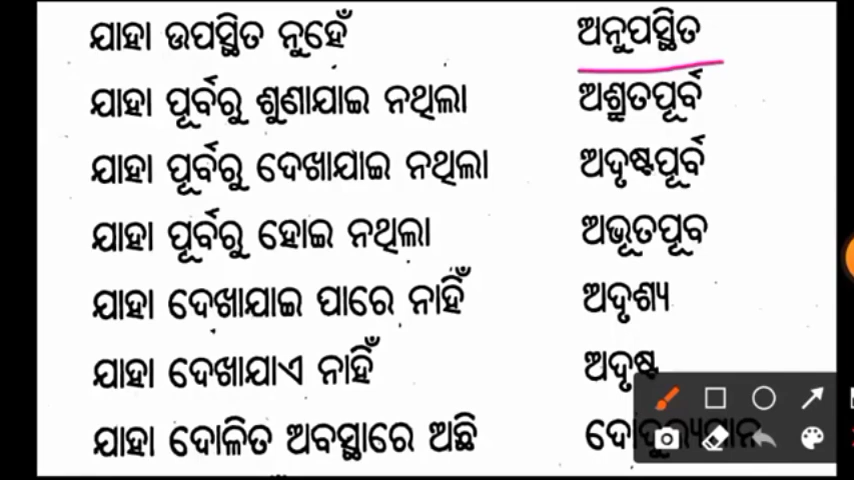 ଯାହା ଉପସ୍ଥିତ ନୁହେଁ ଅନୁପସ୍ଥିତ
ଯାହା ପୂର୍ବରୁ ଶୁଣାଯାଇ ନଥିଲା ଅଶ୍ରୁତପୂର୍ବ
ଯାହା ପୂର୍ବରୁ ଦେଖାଯାଇ ନଥିଲା ଅଦୃଷ୍ଟପୂର୍ବ
ଯାହା ପୂର୍ବରୁ ହୋଇ ନଥିଲା ଅଭୂତପୂବ
ଯାହା ଦେଖାଯାଇ ପାରେ ନାହିଁ ଅଦୃଶ୍ୟ
ଯାହା ଦେଖାଯାଏ ନାହିଁ ଅଦୃଷ୍ଟ
ଯାହା ଦୋଳିତ ଅବସ୍ଥାରେ ଅଛି